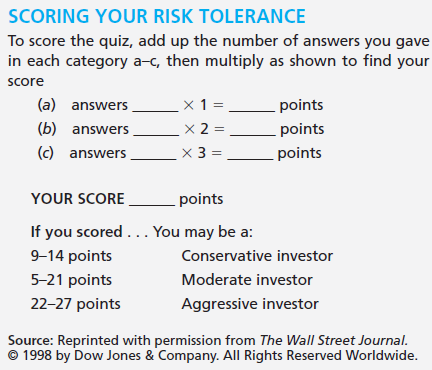 SCORING YOUR RISK TOLERANCE
To score the quiz, add up the number of answers you gave
in each category a–c, then multiply as shown to find your
score
(a) answers ______ × 1 = ______ points
(b) answers ______ × 2 = ______ points
(c) answers ______ × 3 = ______ points
YOUR SCORE ______ points
If you scored . . . You may be a:
9–14 points Conservative investor
5–21 points Moderate investor
22–27 points Aggressive investor
Source: Reprinted with permission from The Wall Street Journal.
© 1998 by Dow Jones & Company. All Rights Reserved Worldwide.